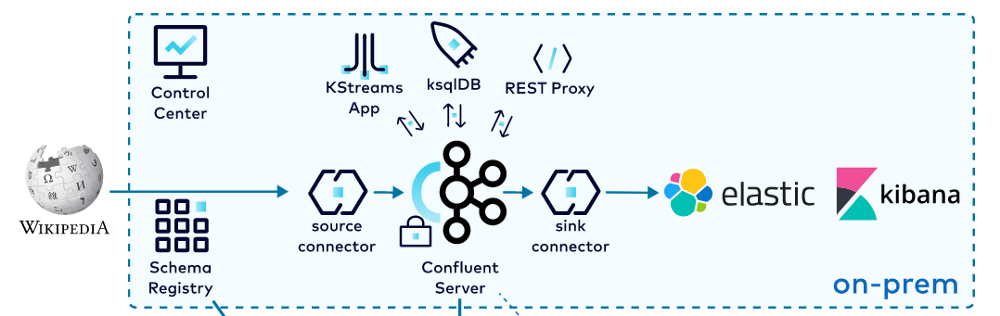 Control
Center
KStreams
App
ksqlDB
REST Proxy
WIKIPEDIA
Schema
Registry
source
connector
Confluent
Server
sink
connector
elastic
kibana
on-prem